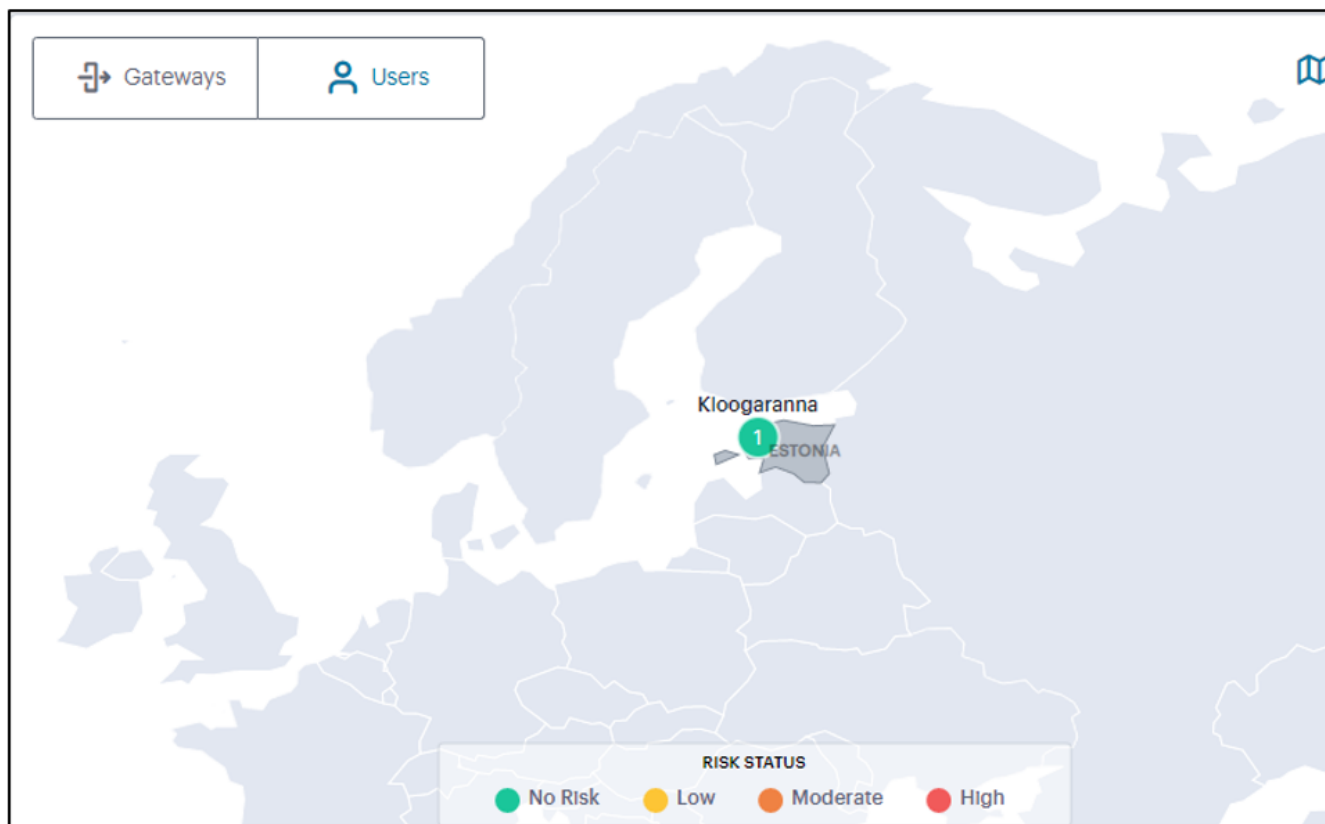 Gateways
Users
Kloogaranna
1
ESTONIA
RISK STATUS
No Risk
Low
Moderate
High